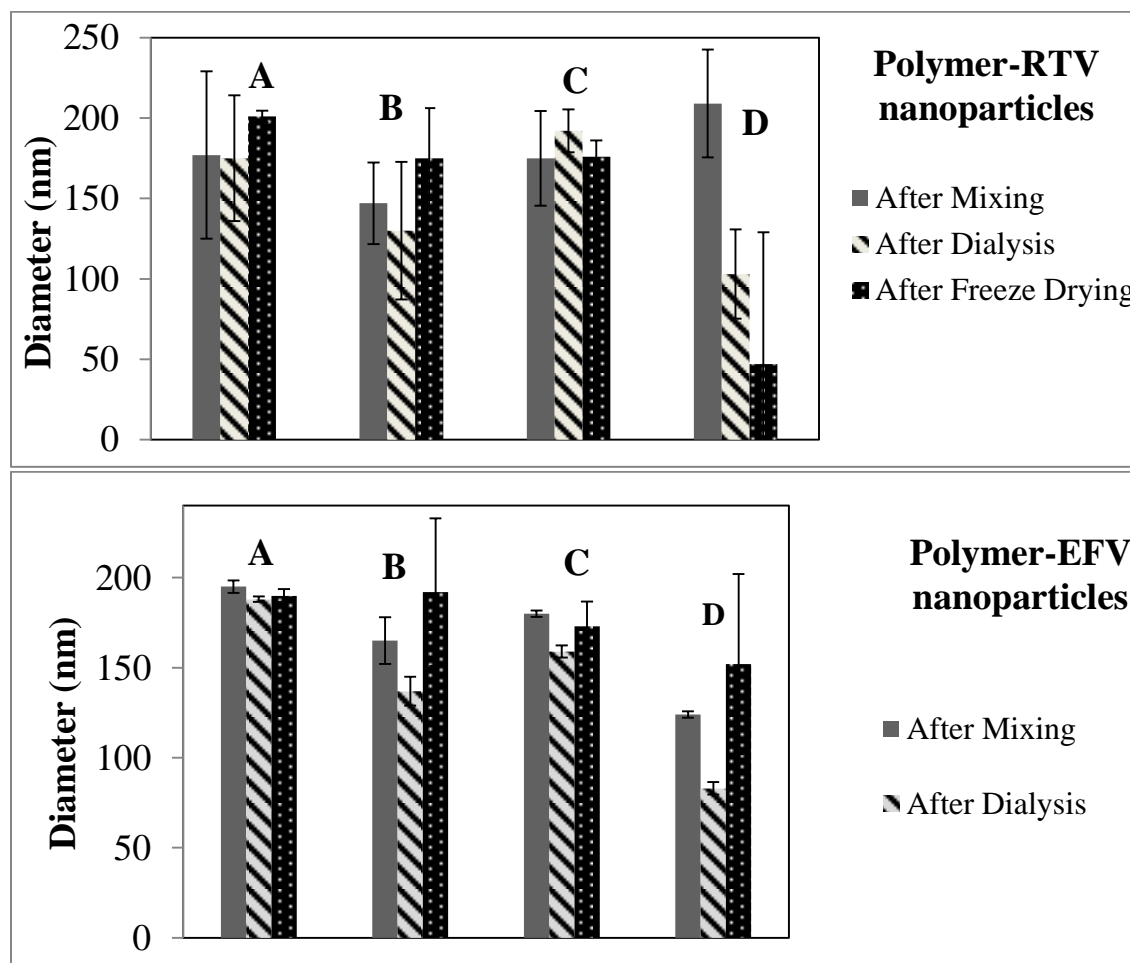 Diameter (nm)
250
200
150
100
50
0
A
B
C
D
Polymer-RTV
nanoparticles
After Mixing
After Dialysis
After Freeze Drying
Diameter (nm)
200
150
100
50
0
A
B
C
D
Polymer-EFV
nanoparticles
After Mixing
After Dialysis